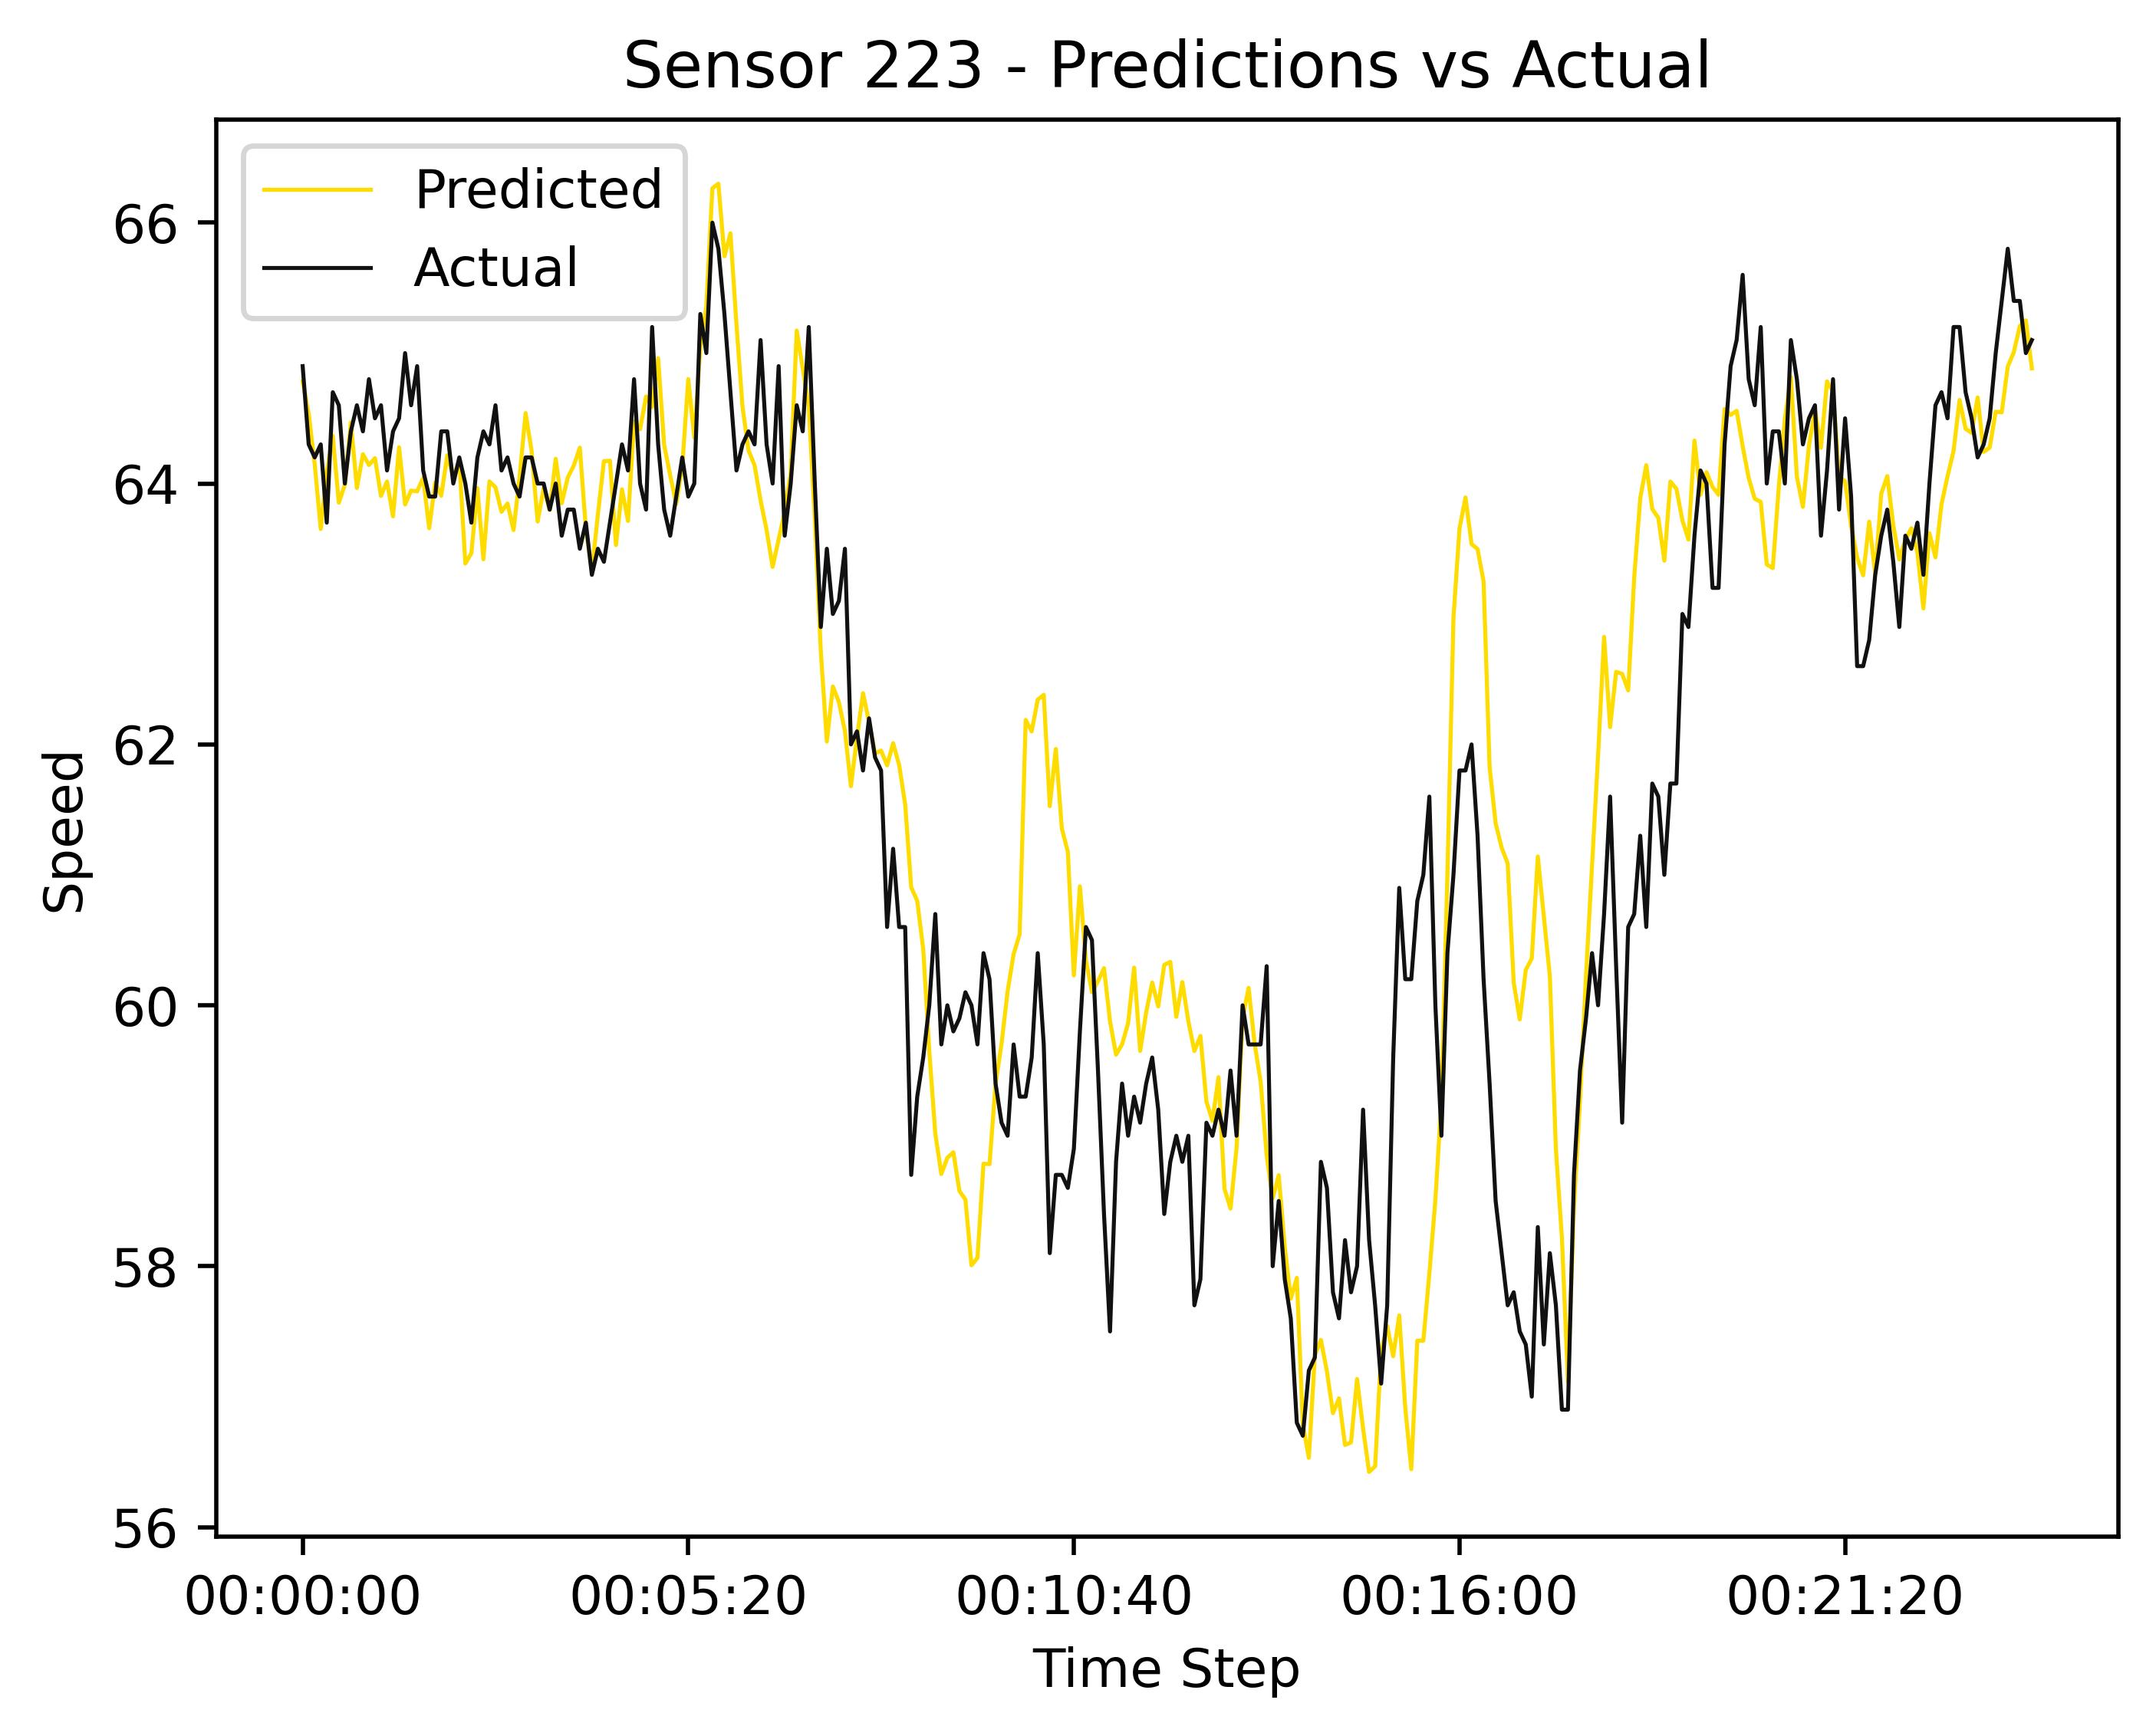 Sensor 223 - Predictions vs Actual
Predicted
Actual
66
64
62
60
58
56
Speed
00:00:00 00:05:20 00:10:40 00:16:00 00:21:20
Time Step